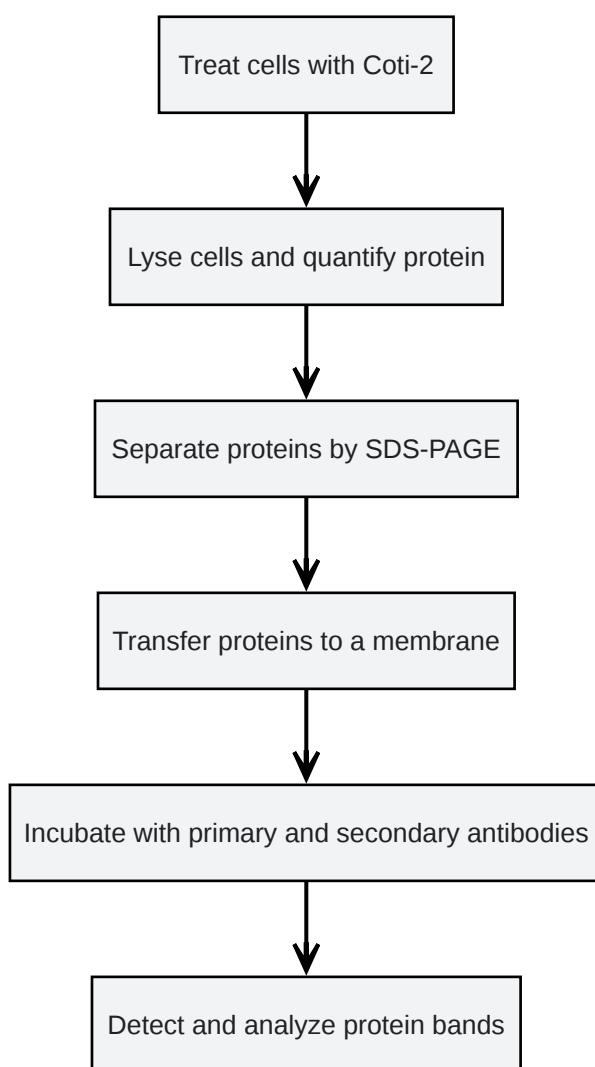 Treat cells with Coti-2
Lyse cells and quantify protein
Separate proteins by SDS-PAGE
Transfer proteins to a membrane
Incubate with primary and secondary antibodies
Detect and analyze protein bands